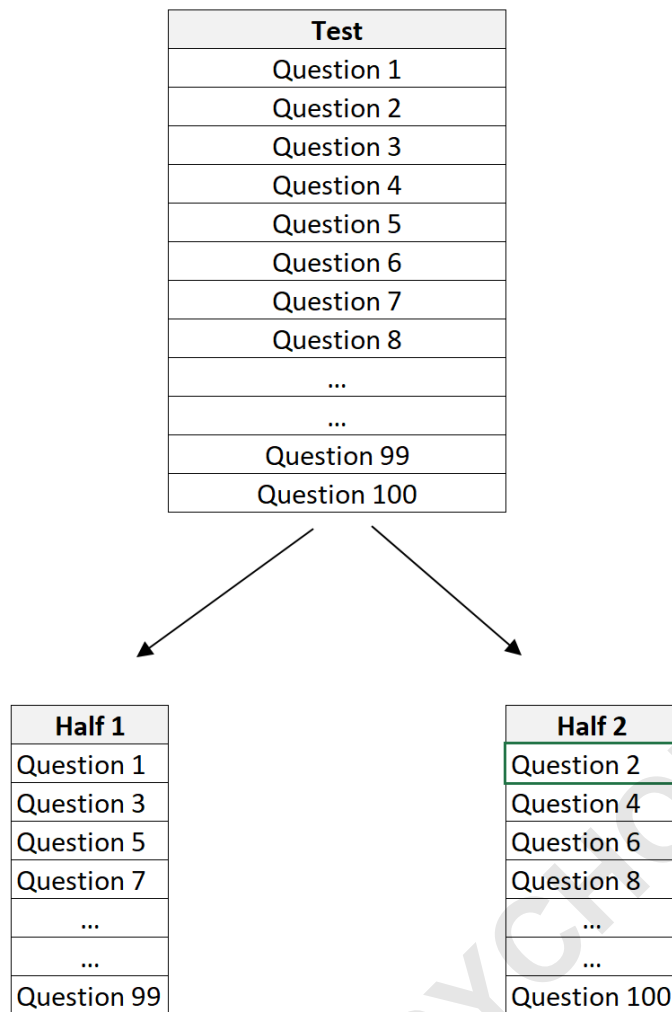 Test
Question 1
Question 2
Question 3
Question 4
Question 5
Question 6
Question 7
Question 8
...
...
Question 99
Question 100
Half 1
Question 1
Question 3
Question 5
Question 7
...
...
Question 99
Half 2
Question 2
Question 4
Question 6
Question 8
...
...
Question 100